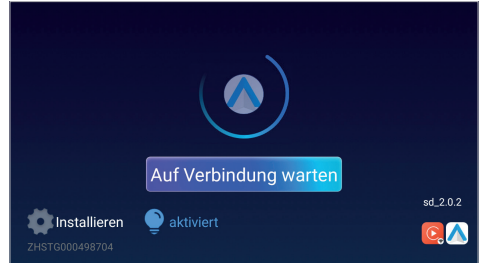 Auf Verbindung warten
sd_2.0.2
Installieren
aktiviert
ZHSTG000498704